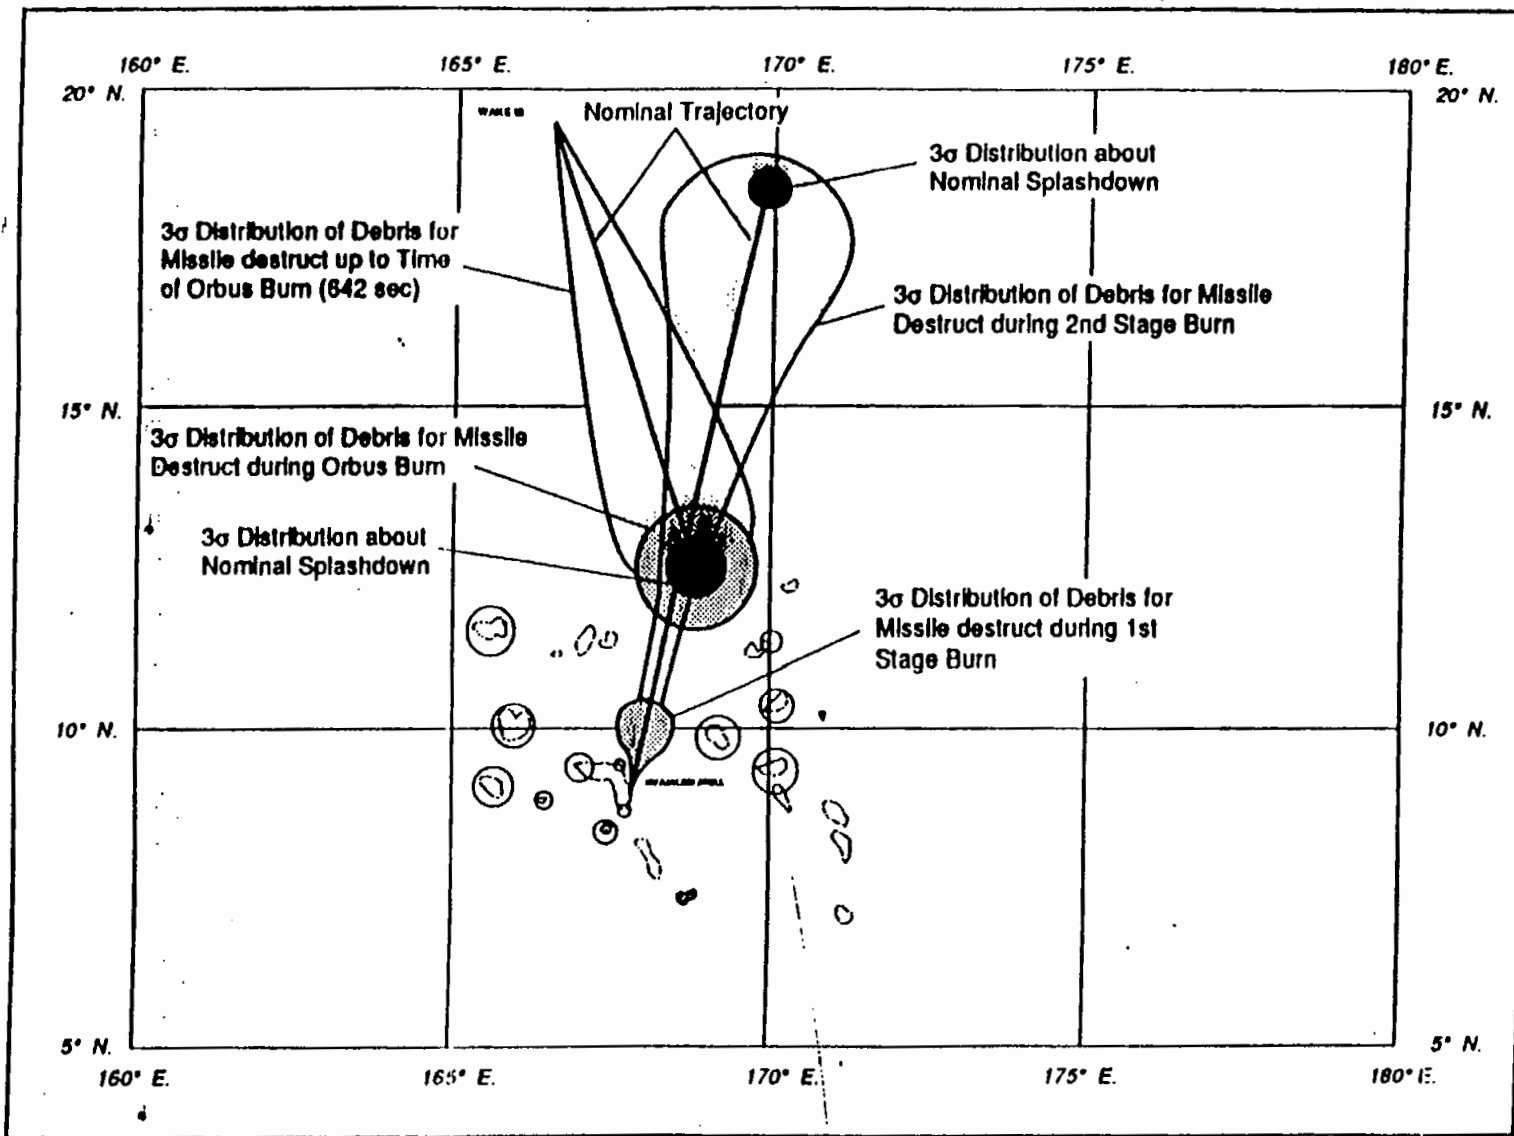 160° E.
165° E.
170° E.
175° E.
180° E.
20° N.
20° N.
WAKE IS
Nominal Trajectory
3σ Distribution about
Nominal Splashdown
3σ Distribution of Debris for
Missile destruct up to Time
of Orbus Burn (642 sec)
3σ Distribution of Debris for Missile
Destruct during 2nd Stage Burn
15° N.
15° N.
3σ Distribution of Debris for Missile
Destruct during Orbus Burn
3σ Distribution about
Nominal Splashdown
3σ Distribution of Debris for
Missile destruct during 1st
Stage Burn
10° N.
10° N.
KWAJALEIN ATOLL
5° N.
5° N.
160° E.
165° E.
170° E.
175° E.
180° E.